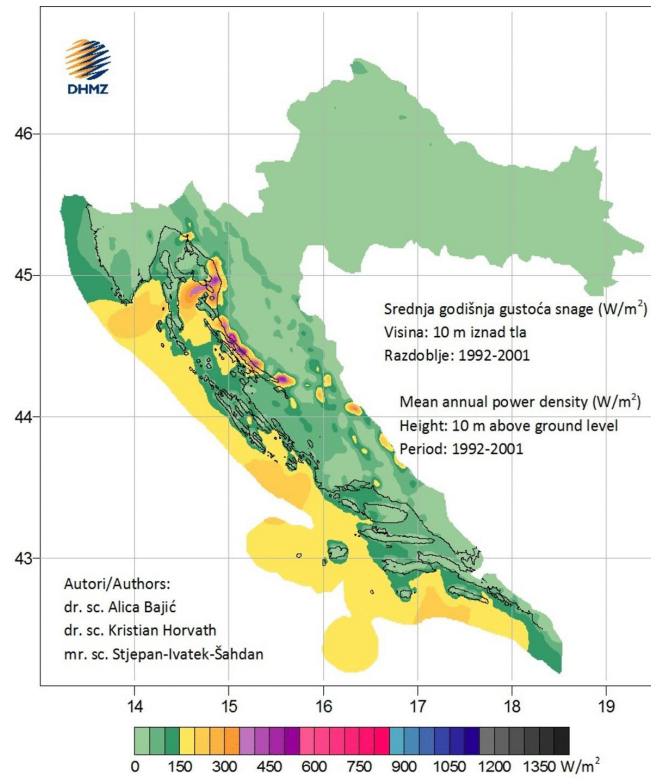 DHMZ
46
45
44
43
Srednja godišnja gustoća snage (W/m²)
Visina: 10 m iznad tla
Razdoblje: 1992-2001
Mean annual power density (W/m²)
Height: 10 m above ground level
Period: 1992-2001
Autori/Authors:
dr. sc. Alica Bajić
dr. sc. Kristian Horvath
mr. sc. Stjepan-Ivatek-Šahdan
14 15 16 17 18 19
0 150 300 450 600 750 900 1050 1200 1350 W/m²